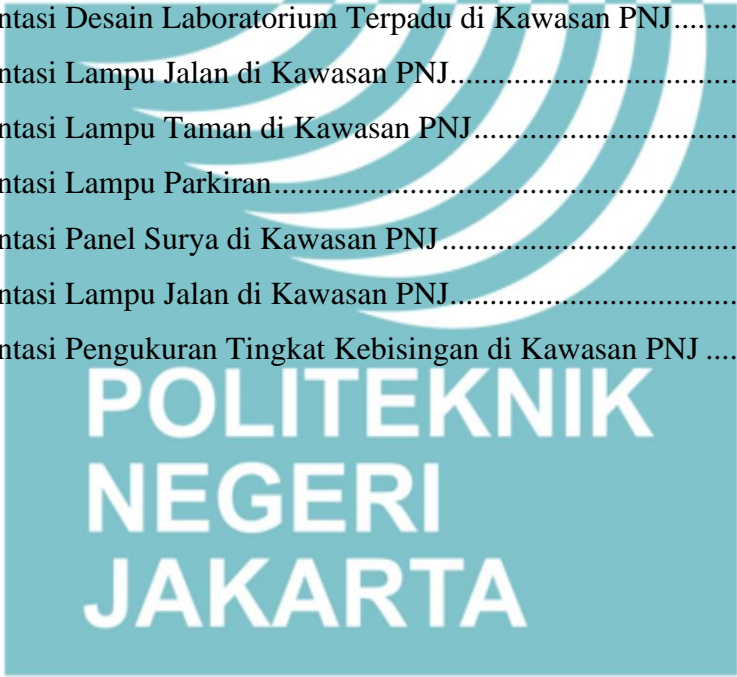 ntasi Desain Laboratorium Terpadu di Kawasan PNJ........
ntasi Lampu Jalan di Kawasan PNJ....................................
ntasi Lampu Taman di Kawasan PNJ.................................
ntasi Lampu Parkiran..........................................................
ntasi Panel Surya di Kawasan PNJ.....................................
ntasi Lampu Jalan di Kawasan PNJ....................................
ntasi Pengukuran Tingkat Kebisingan di Kawasan PNJ ....
POLITEKNIK
NEGERI
JAKARTA